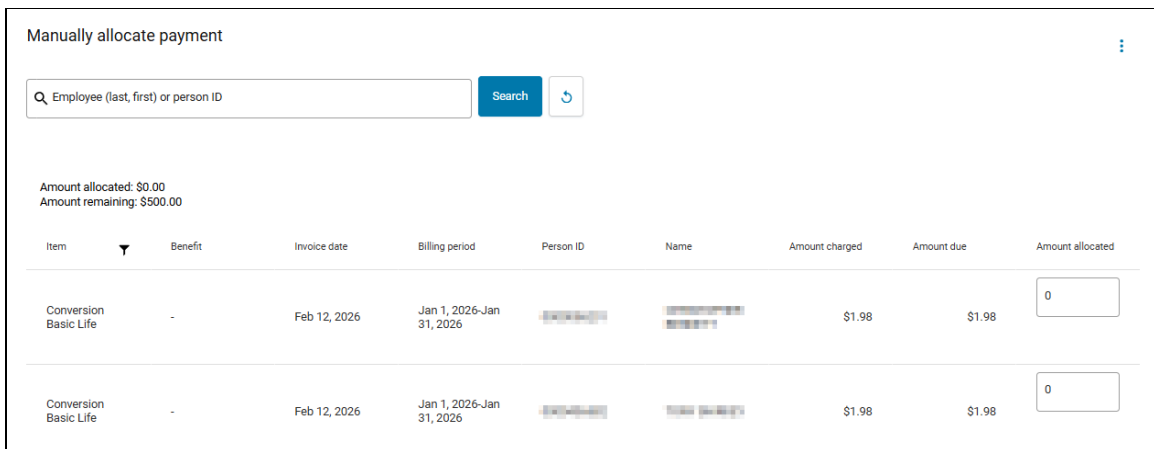 Manually allocate payment
Employee (last, first) or person ID
Search
Amount allocated: $0.00
Amount remaining: $500.00
Item Benefit Invoice date Billing period Person ID Name Amount charged Amount due Amount allocated
Conversion Basic Life - Feb 12, 2026 Jan 1, 2026-Jan 31, 2026 $1.98 $1.98 0
Conversion Basic Life - Feb 12, 2026 Jan 1, 2026-Jan 31, 2026 $1.98 $1.98 0